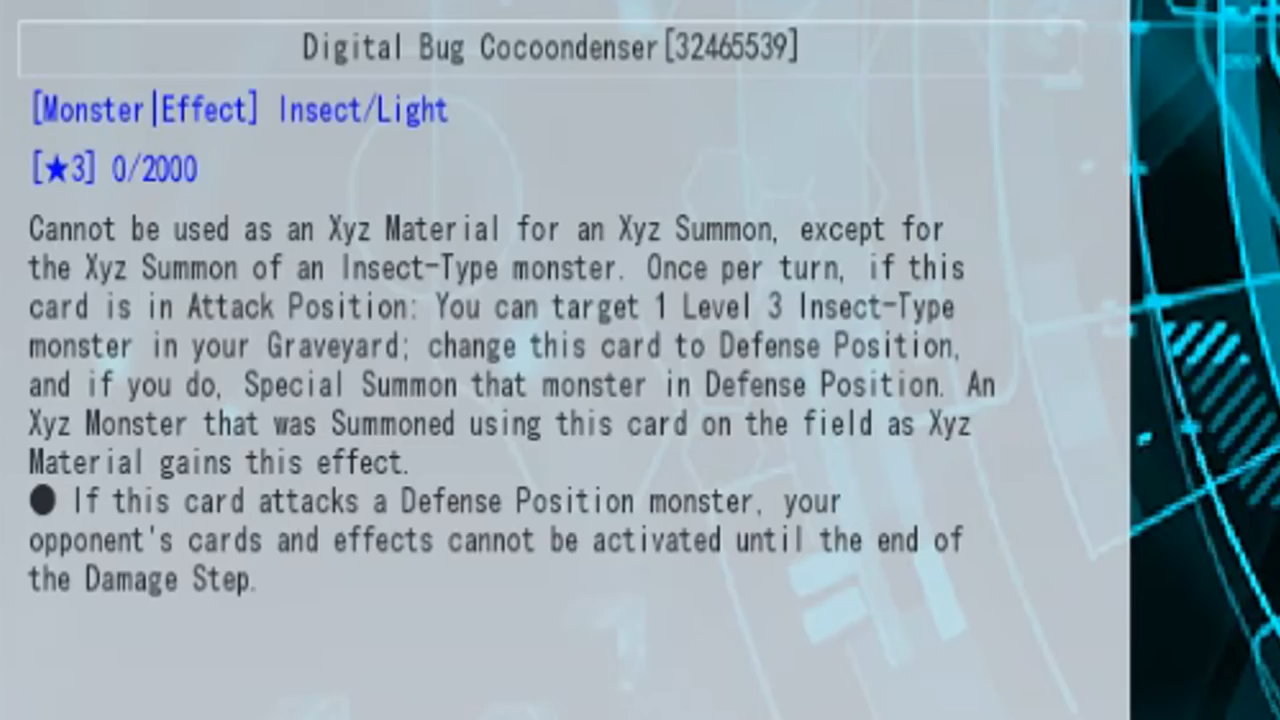 Digital Bug Cocoondenser[32465539]
[Monster|Effect] Insect/Light
[★3] 0/2000
Cannot be used as an Xyz Material for an Xyz Summon, except for
the Xyz Summon of an Insect-Type monster. Once per turn, if this
card is in Attack Position: You can target 1 Level 3 Insect-Type
monster in your Graveyard; change this card to Defense Position,
and if you do, Special Summon that monster in Defense Position. An
Xyz Monster that was Summoned using this card on the field as Xyz
Material gains this effect.
● If this card attacks a Defense Position monster, your
opponent's cards and effects cannot be activated until the end of
the Damage Step.